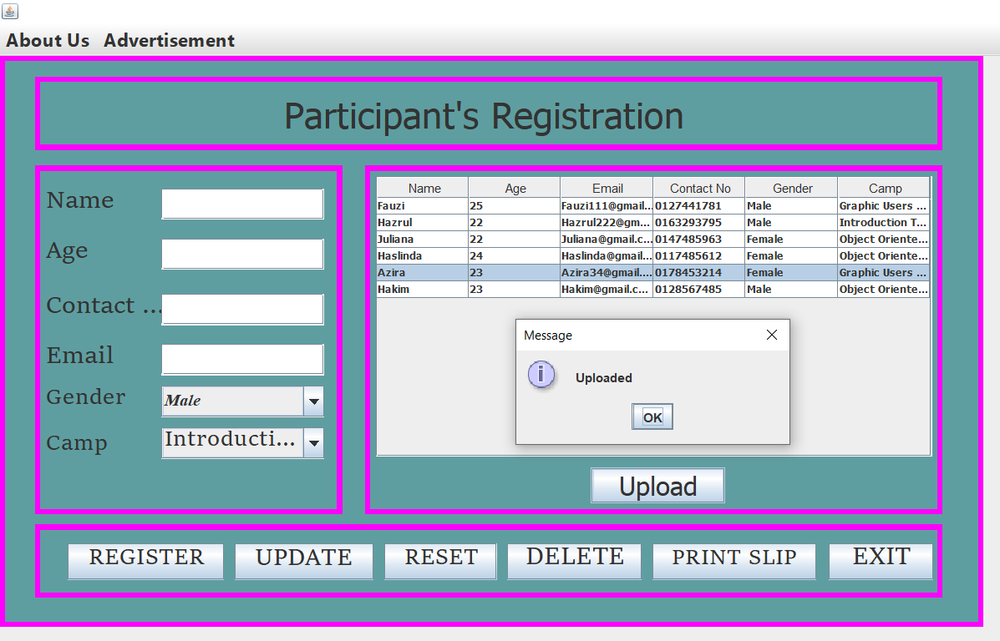 About Us Advertisement
Participant's Registration
Name
Age
Contact ...
Email
Gender Male
Camp Introducti...
Name Age Email Contact No Gender Camp
Fauzi 25 Fauzi111@gmail... 0127441781 Male Graphic Users ...
Hazrul 22 Hazrul222@gm... 0163293795 Male Introduction T...
Juliana 22 Juliana@gmail.c... 0147485963 Female Object Oriente...
Haslinda 24 Haslinda@gmail... 0117485612 Female Object Oriente...
Azira 23 Azira34@gmail.... 0178453214 Female Graphic Users ...
Hakim 23 Hakim@gmail.c... 0128567485 Male Object Oriente...
Message
i Uploaded
OK
Upload
REGISTER UPDATE RESET DELETE PRINT SLIP EXIT